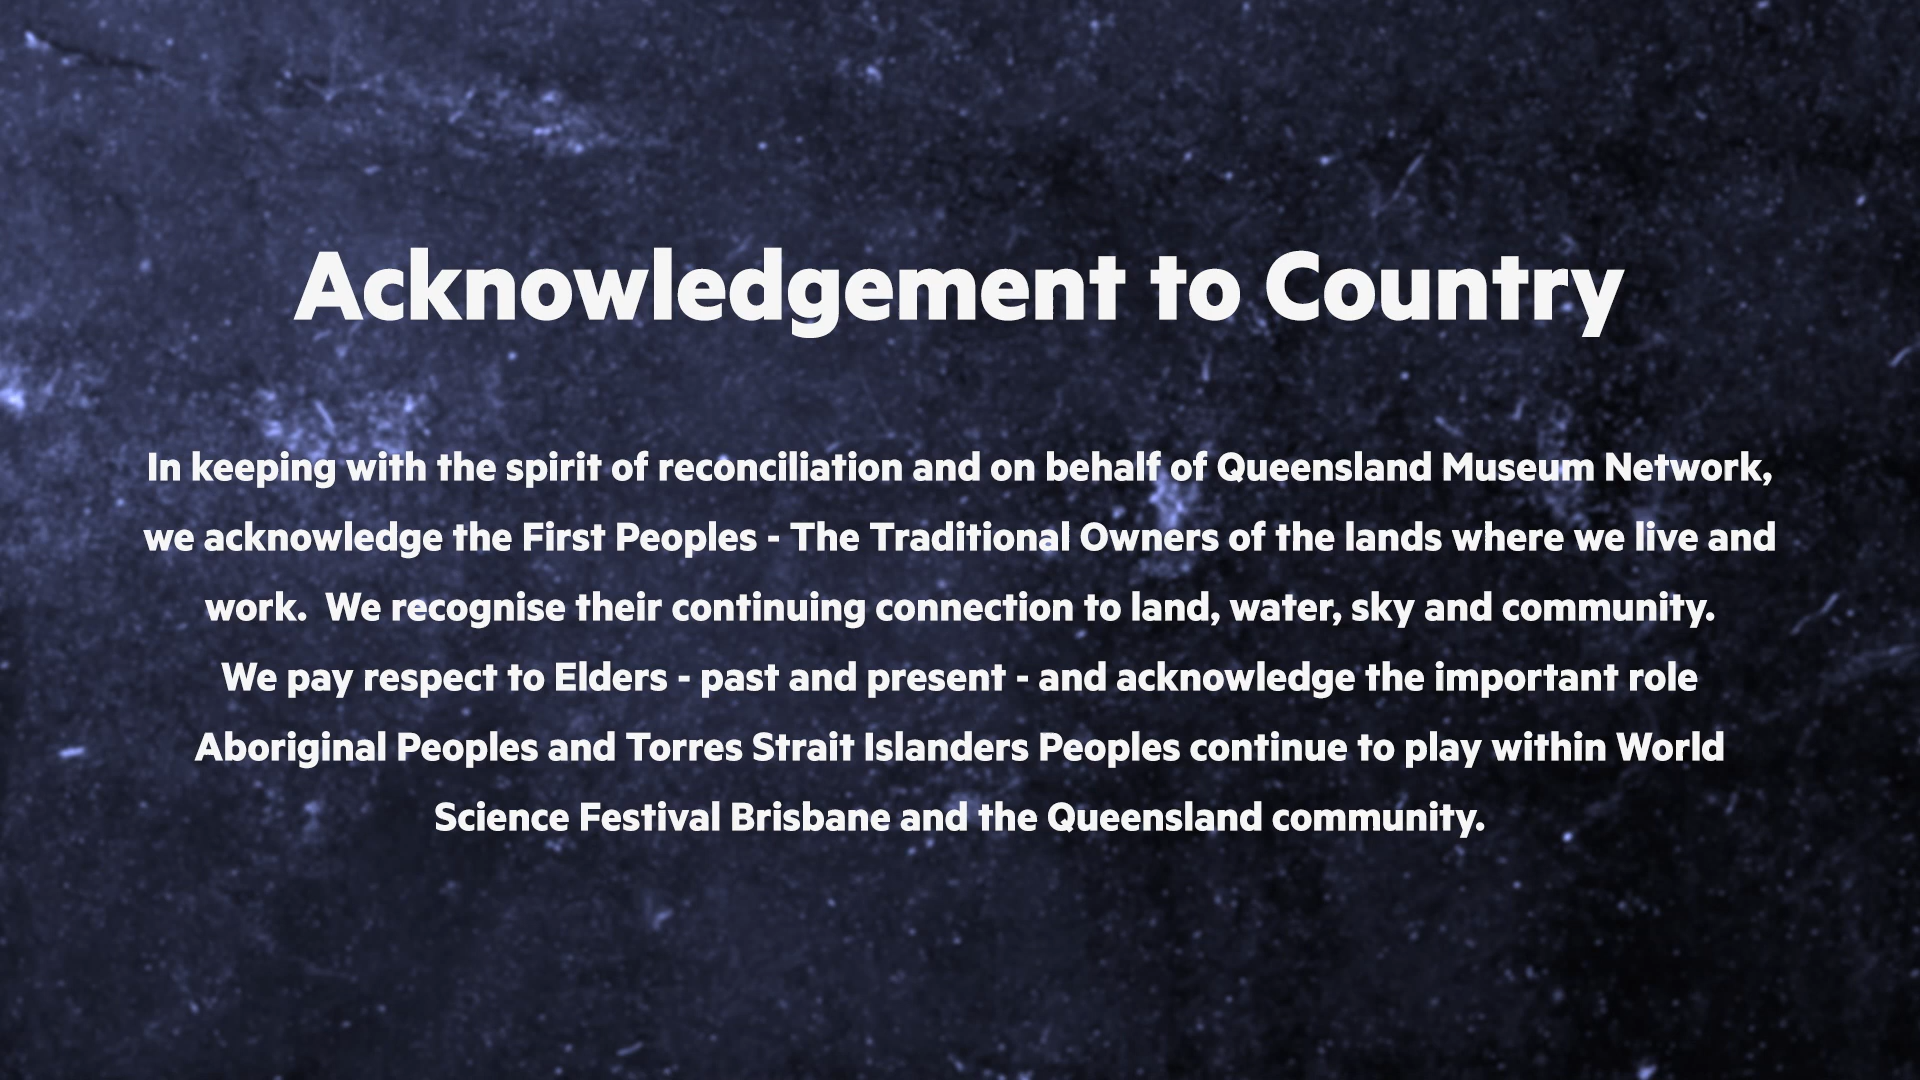 Acknowledgement to Country
In keeping with the spirit of reconciliation and on behalf of Queensland Museum Network,
we acknowledge the First Peoples - The Traditional Owners of the lands where we live and
work.  We recognise their continuing connection to land, water, sky and community.
We pay respect to Elders - past and present - and acknowledge the important role
Aboriginal Peoples and Torres Strait Islanders Peoples continue to play within World
Science Festival Brisbane and the Queensland community.